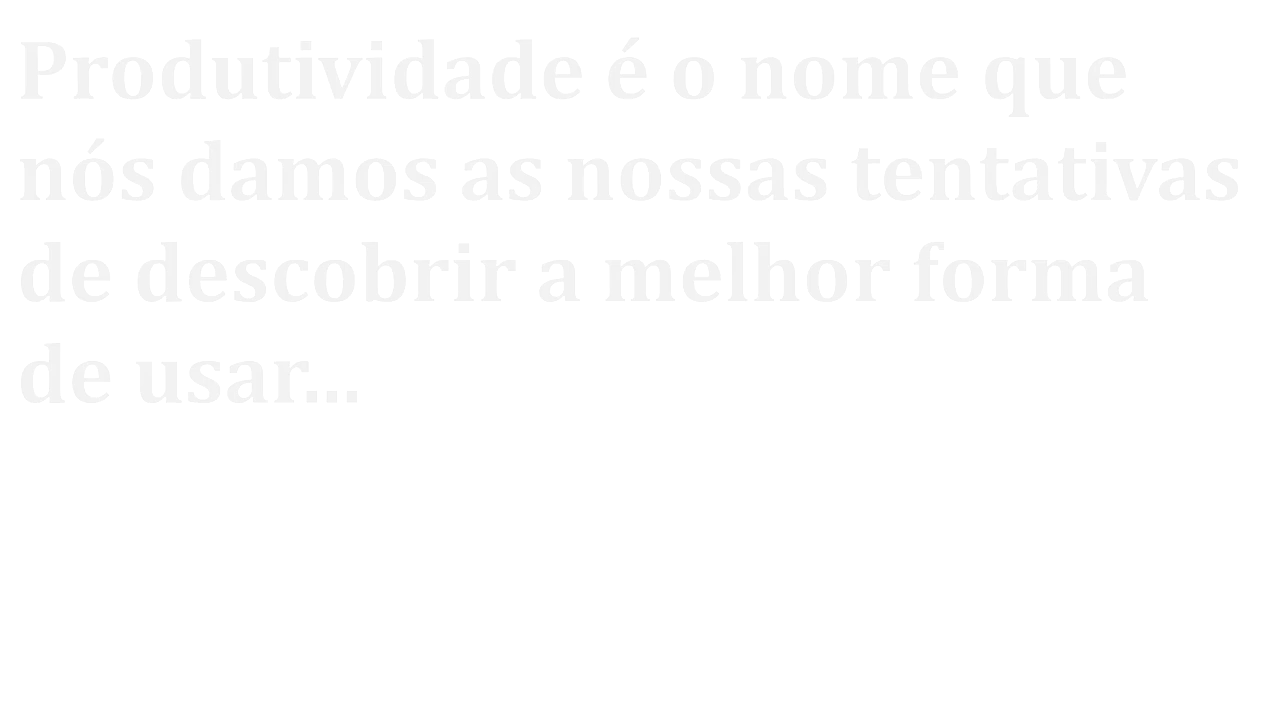 Produtividade é o nome que
nós damos as nossas tentativas
de descobrir a melhor forma
de usar...